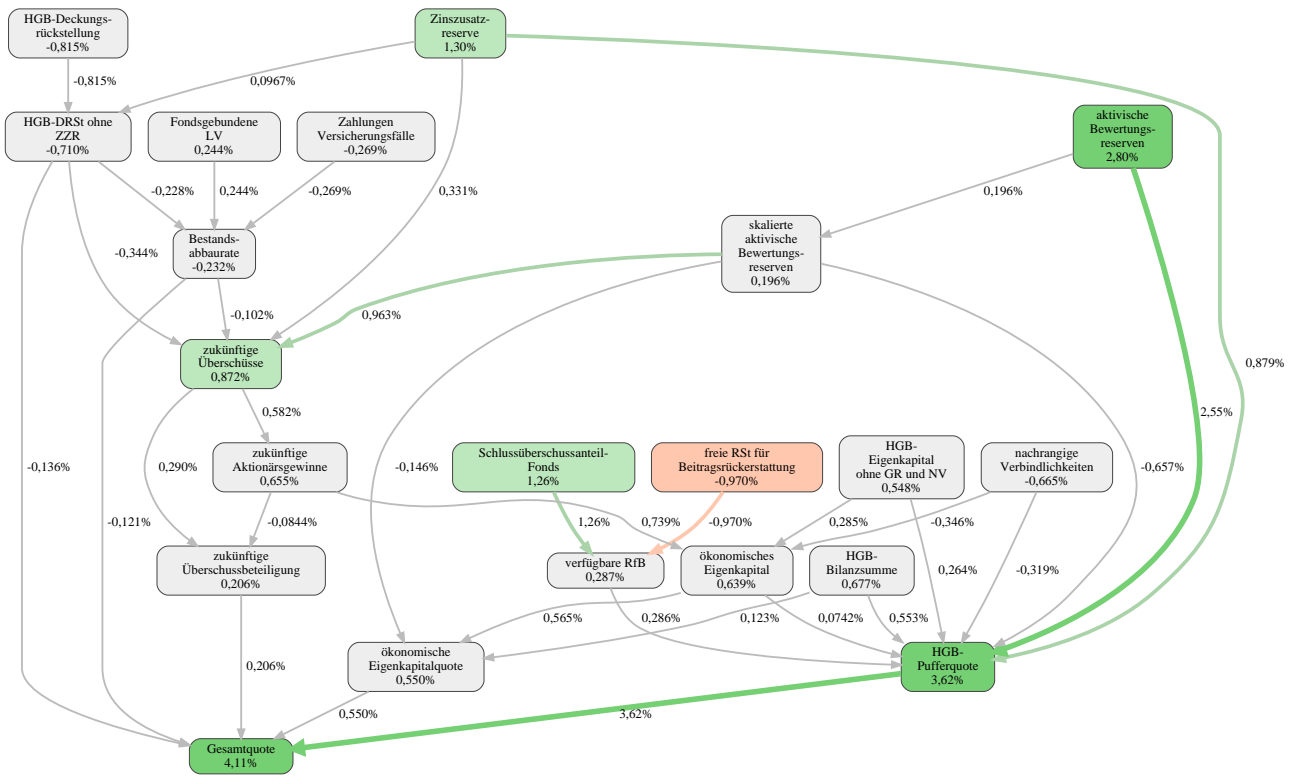 HGB-Deckungs-
rückstellung
-0,815%
Zinszusatz-
reserve
1,30%
-0,815%
0,0967%
HGB-DRSt ohne
ZZR
-0,710%
Fondsgebundene
LV
0,244%
Zahlungen
Versicherungsfälle
-0,269%
aktivische
Bewertungs-
reserven
2,80%
-0,228%
0,244%
-0,269%
0,331%
0,196%
Bestands-
abbaurate
-0,232%
skalierte
aktivische
Bewertungs-
reserven
0,196%
-0,344%
-0,102%
0,963%
zukünftige
Überschüsse
0,872%
0,879%
0,582%
2,55%
-0,136%
0,290%
zukünftige
Aktionärsgewinne
0,655%
-0,146%
Schlussüberschussanteil-
Fonds
1,26%
freie RSt für
Beitragsrückerstattung
-0,970%
HGB-
Eigenkapital
ohne GR und NV
0,548%
nachrangige
Verbindlichkeiten
-0,665%
-0,657%
-0,121%
-0,0844%
1,26%
0,739%
-0,970%
0,285%
-0,346%
zukünftige
Überschussbeteiligung
0,206%
verfügbare RfB
0,287%
ökonomisches
Eigenkapital
0,639%
HGB-
Bilanzsumme
0,677%
0,264%
-0,319%
0,565%
0,286%
0,123%
0,0742%
0,553%
0,206%
ökonomische
Eigenkapitalquote
0,550%
HGB-
Pufferquote
3,62%
0,550%
3,62%
Gesamtquote
4,11%